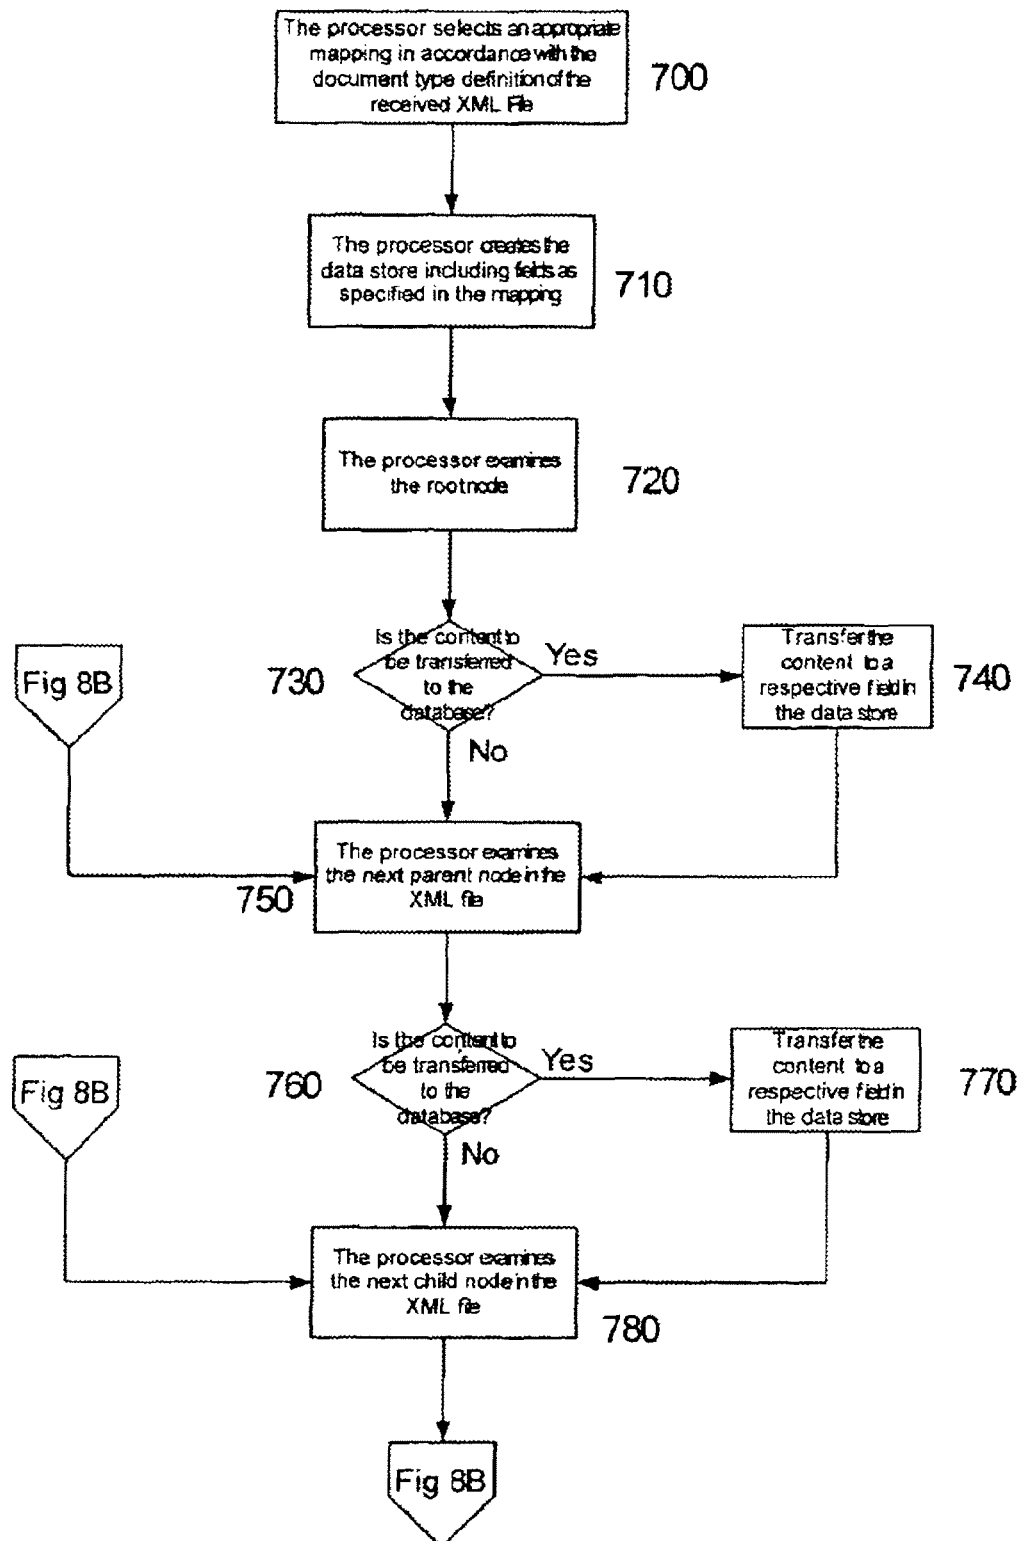 The processor selects an appropriate
mapping in accordance with the
document type definition of the
received XML File
700
The processor creates the
data store including fields as
specified in the mapping
710
The processor examines
the root node
720
Is the content to
be transferred
to the
database?
730
Yes
No
Transfer the
content to a
respective field in
the data store
740
Fig 8B
The processor examines
the next parent node in the
XML file
750
Is the content to
be transferred
to the
database?
760
Yes
No
Transfer the
content to a
respective field in
the data store
770
Fig 8B
The processor examines
the next child node in the
XML file
780
Fig 8B